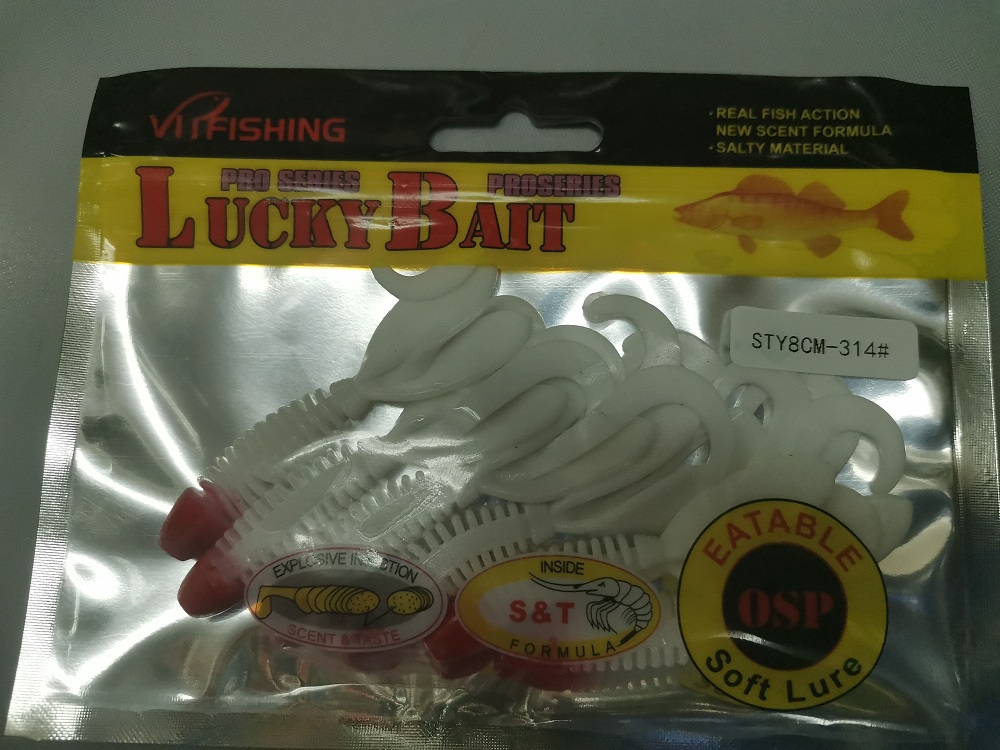 VTFISHING
· REAL FISH ACTION
NEW SCENT FORMULA
· SALTY MATERIAL
PRO SERIES
PROSERIES
LUCKY BAIT
STY8CM-314#
EATABLE
OSP
Soft Lure
EXPLOSIVE INJECTION
SCENT & TASTE
INSIDE
S&T
FORMULA